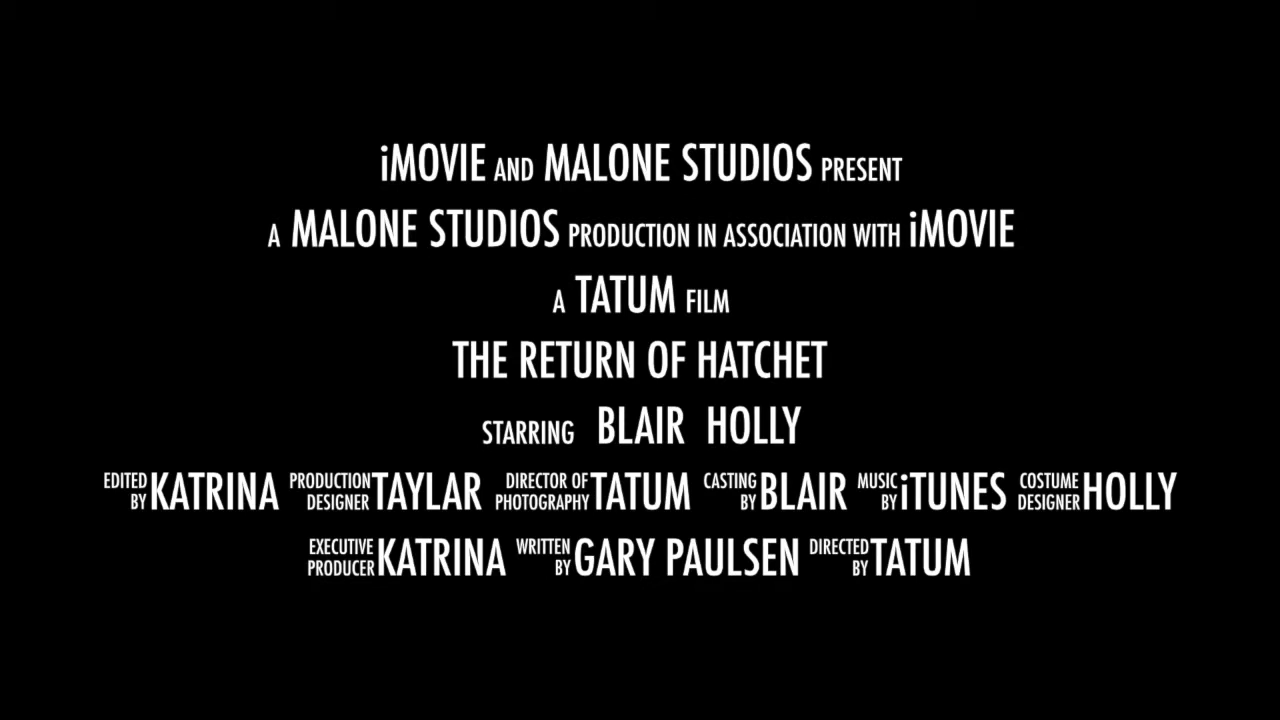 iMOVIE AND MALONE STUDIOS PRESENT
A MALONE STUDIOS PRODUCTION IN ASSOCIATION WITH iMOVIE
A TATUM FILM
THE RETURN OF HATCHET
STARRING BLAIR HOLLY
EDITED BY KATRINA PRODUCTION DESIGNER TAYLAR DIRECTOR OF PHOTOGRAPHY TATUM CASTING BY BLAIR MUSIC BY iTUNES COSTUME DESIGNER HOLLY
EXECUTIVE PRODUCER KATRINA WRITTEN BY GARY PAULSEN DIRECTED BY TATUM